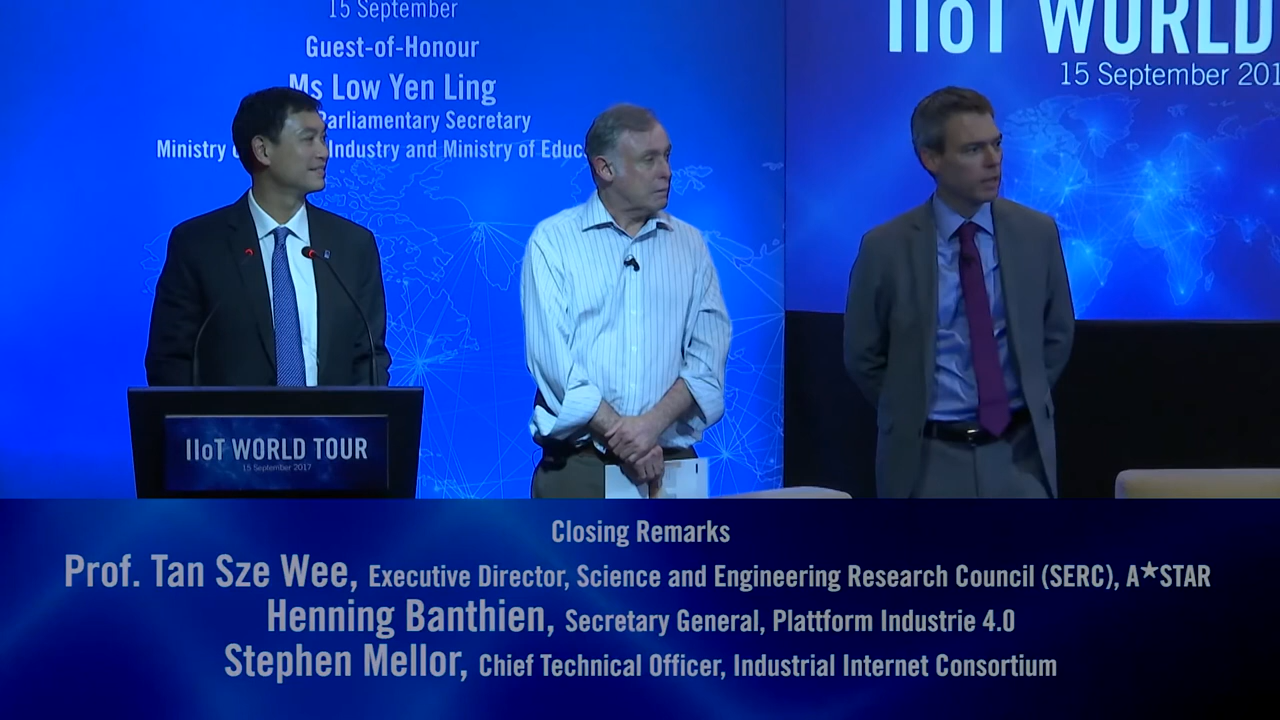 15 September
Guest-of-Honour
Ms Low Yen Ling
Parliamentary Secretary
Ministry Industry and Ministry of
IIoT WORLD
15 September 201
IIoT WORLD TOUR
15 September 2017
Closing Remarks
Prof. Tan Sze Wee, Executive Director, Science and Engineering Research Council (SERC), A★STAR
Henning Banthien, Secretary General, Plattform Industrie 4.0
Stephen Mellor, Chief Technical Officer, Industrial Internet Consortium